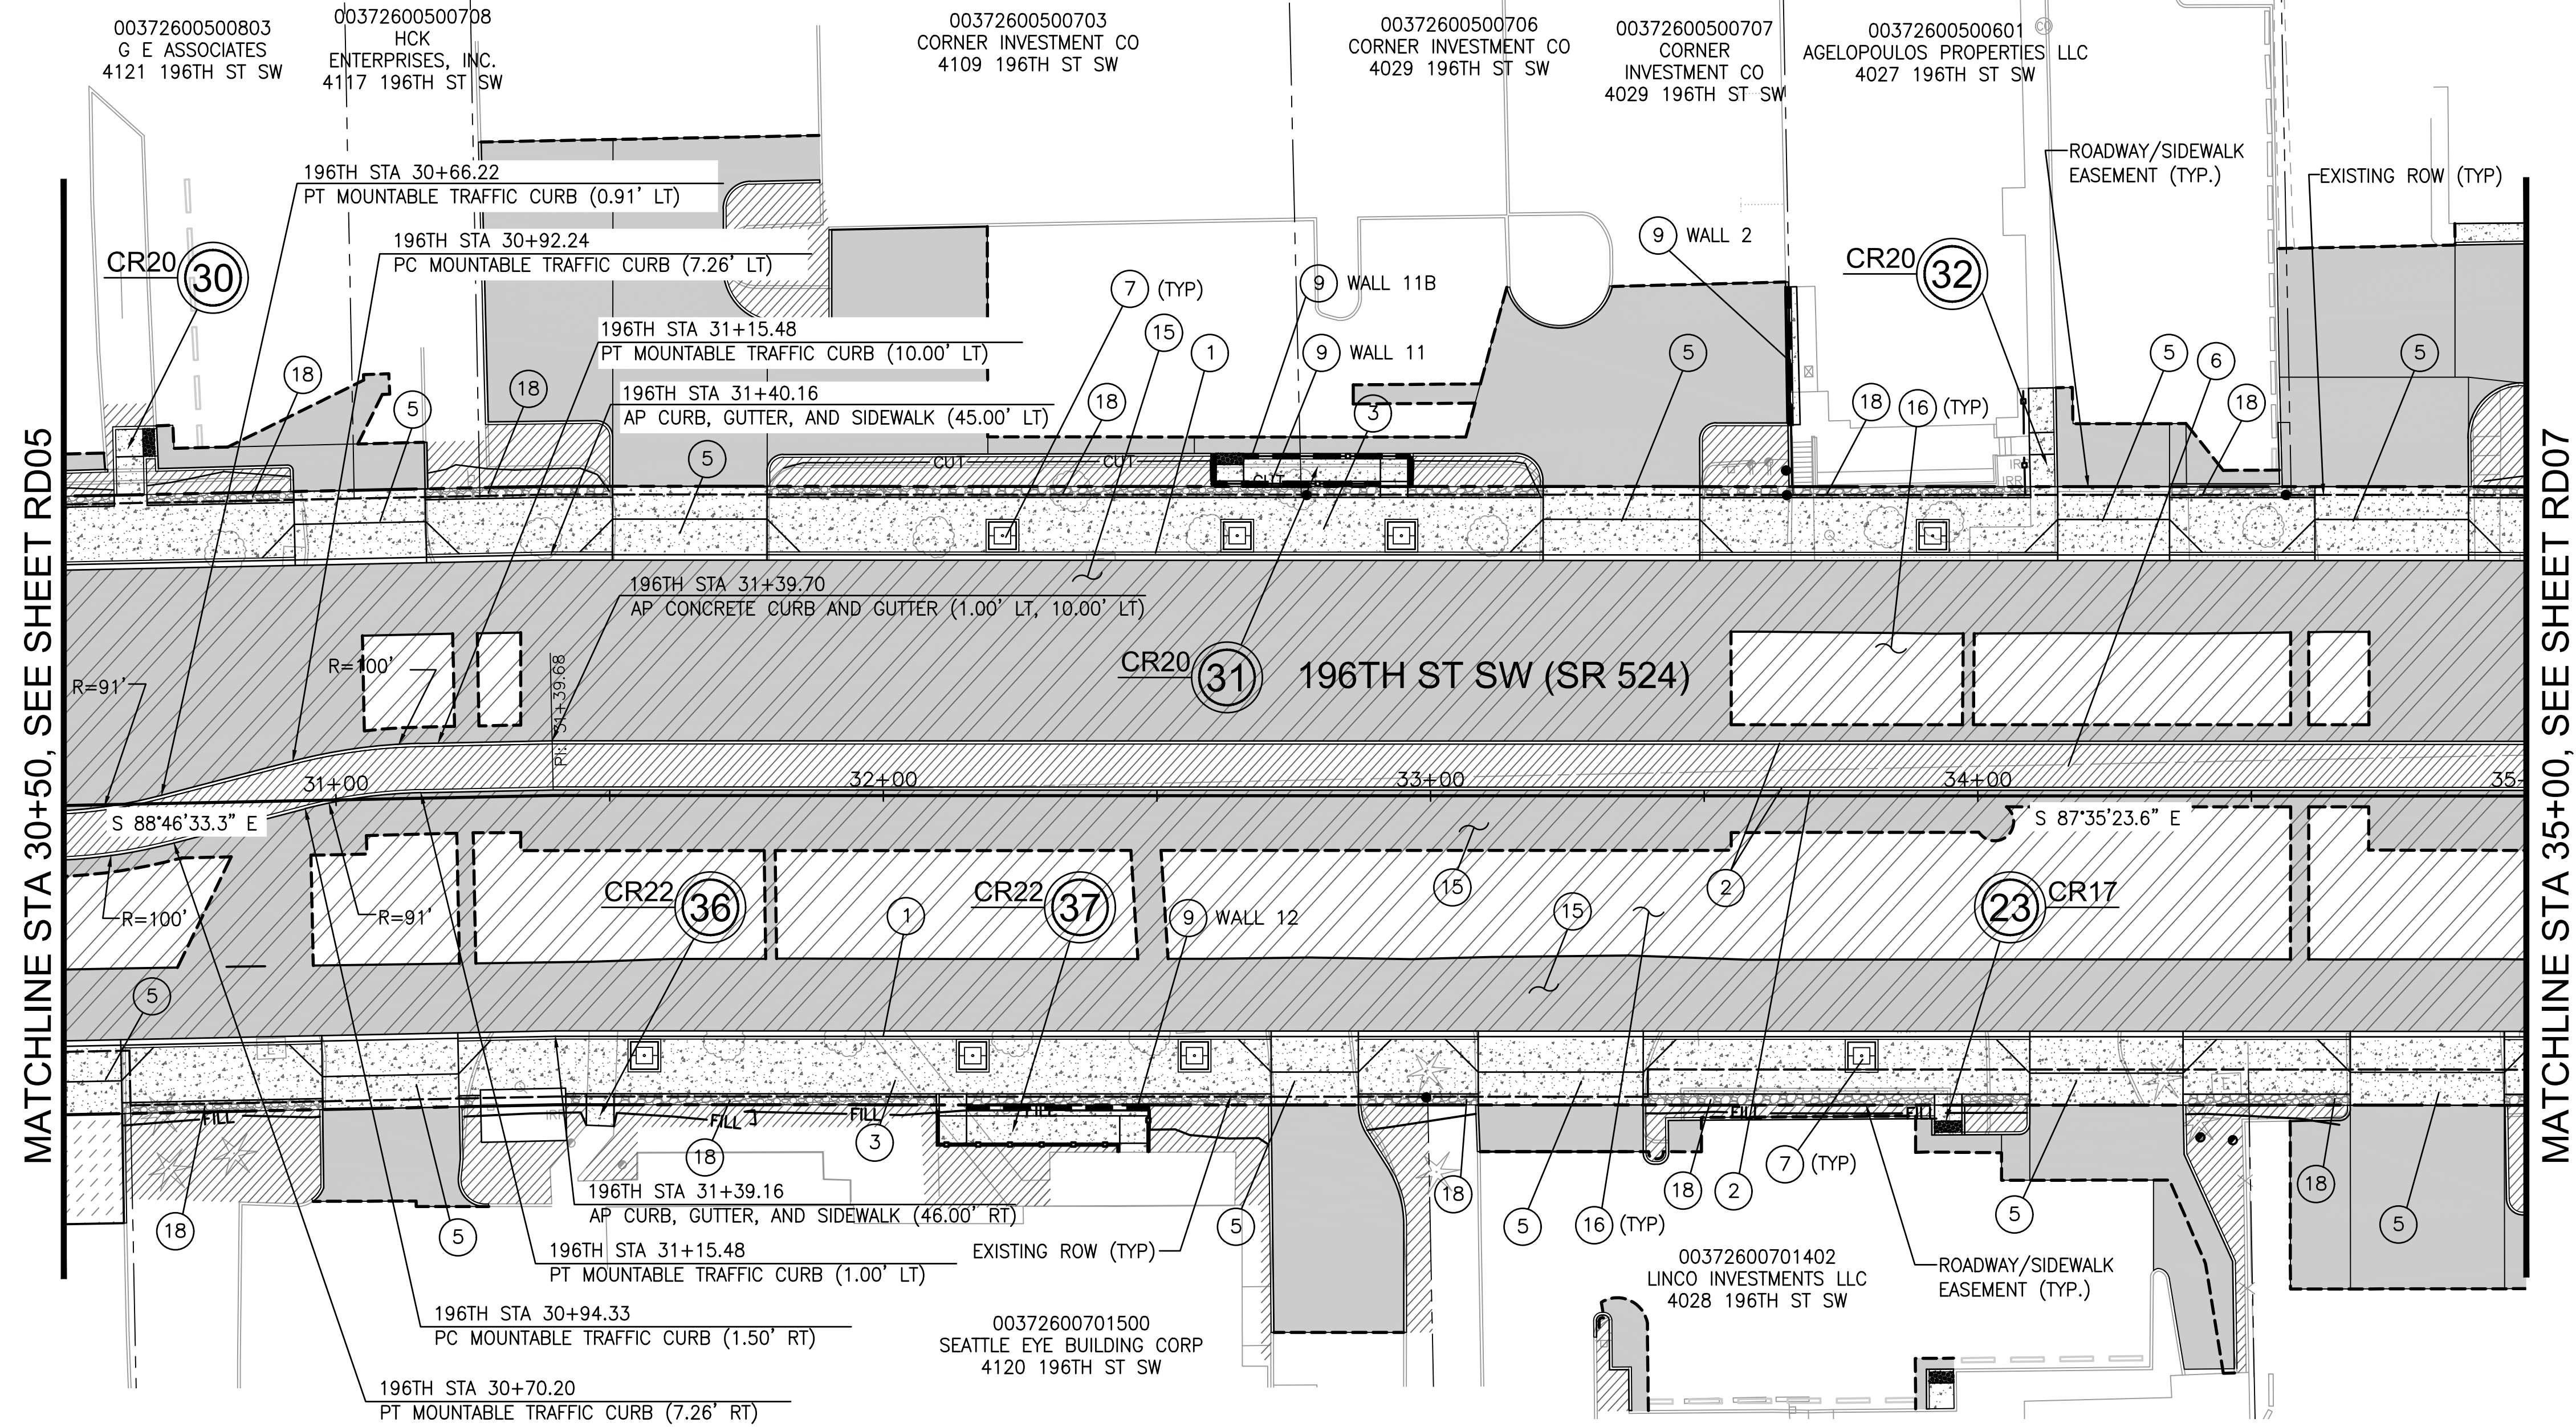 00372600500803
G E ASSOCIATES
4121 196TH ST SW
00372600500708
HCK
ENTERPRISES, INC.
4117 196TH ST SW
00372600500703
CORNER INVESTMENT CO
4109 196TH ST SW
00372600500706
CORNER INVESTMENT CO
4029 196TH ST SW
00372600500707
CORNER
INVESTMENT CO
4029 196TH ST SW
00372600500601
AGELOPOULOS PROPERTIES LLC
4027 196TH ST SW
ROADWAY/SIDEWALK
EASEMENT (TYP.)
EXISTING ROW (TYP)
196TH STA 30+66.22
PT MOUNTABLE TRAFFIC CURB (0.91' LT)
196TH STA 30+92.24
PC MOUNTABLE TRAFFIC CURB (7.26' LT)
196TH STA 31+15.48
PT MOUNTABLE TRAFFIC CURB (10.00' LT)
196TH STA 31+40.16
AP CURB, GUTTER, AND SIDEWALK (45.00' LT)
CR20 30
9 WALL 2
CR20 32
7 (TYP)
9 WALL 11B
15
1
9 WALL 11
5
5
6
5
18
5
18
18
3
18
16 (TYP)
18
5
CUT
CUT
CUT
IR
IRR
196TH STA 31+39.70
AP CONCRETE CURB AND GUTTER (1.00' LT, 10.00' LT)
PI: 31+39.68
R=91'
R=100'
CR20 31
196TH ST SW (SR 524)
MATCHLINE STA 30+50, SEE SHEET RD05
MATCHLINE STA 35+00, SEE SHEET RD07
31+00
32+00
33+00
34+00
35-
S 88°46'33.3" E
S 87°35'23.6" E
R=100'
R=91'
CR22 36
CR22 37
1
9 WALL 12
15
15
2
23 CR17
5
E
E
IRR
FILL
FILL
FILL
FILL
FILL
FILL
18
5
18
3
5
18
5
16 (TYP)
18
2
7 (TYP)
5
18
5
196TH STA 31+39.16
AP CURB, GUTTER, AND SIDEWALK (46.00' RT)
196TH STA 31+15.48
PT MOUNTABLE TRAFFIC CURB (1.00' LT)
EXISTING ROW (TYP)
196TH STA 30+94.33
PC MOUNTABLE TRAFFIC CURB (1.50' RT)
196TH STA 30+70.20
PT MOUNTABLE TRAFFIC CURB (7.26' RT)
00372600701500
SEATTLE EYE BUILDING CORP
4120 196TH ST SW
00372600701402
LINCO INVESTMENTS LLC
4028 196TH ST SW
ROADWAY/SIDEWALK
EASEMENT (TYP.)